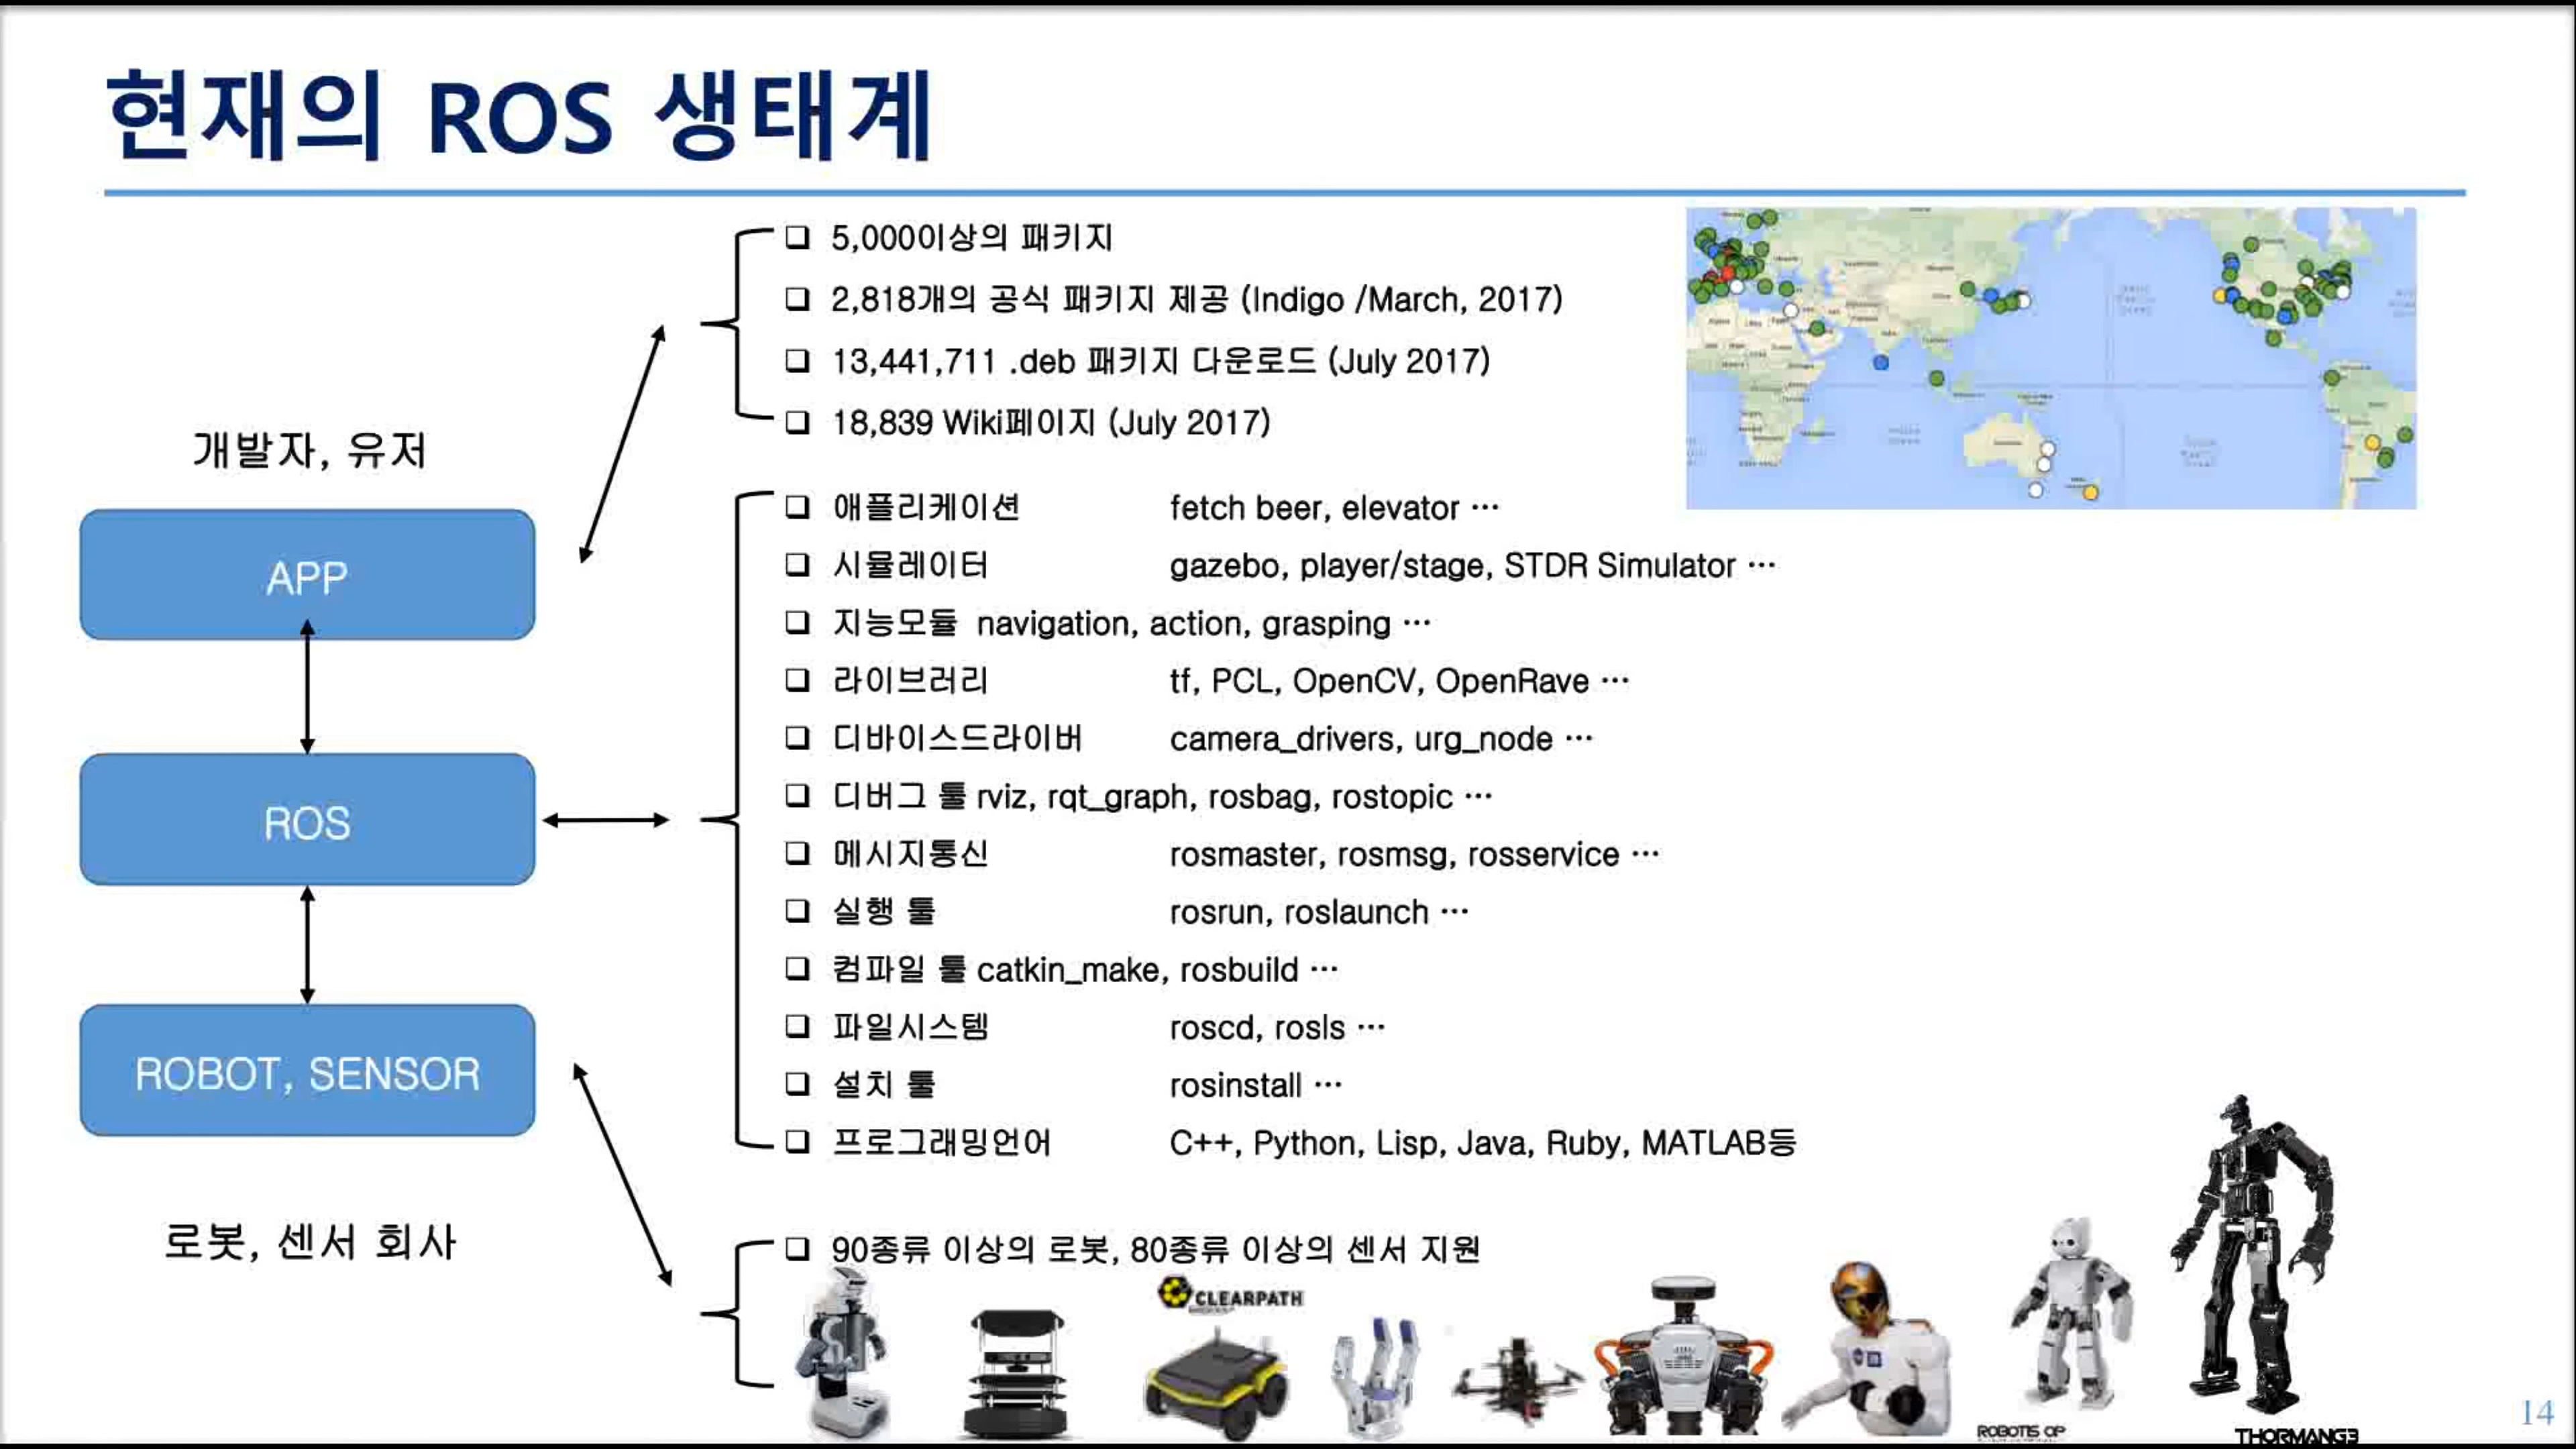 현재의 ROS 생태계
❑ 5,000이상의 패키지
❑ 2,818개의 공식 패키지 제공 (Indigo /March, 2017)
❑ 13,441,711 .deb 패키지 다운로드 (July 2017)
❑ 18,839 Wiki페이지 (July 2017)
개발자, 유저
APP
ROS
ROBOT, SENSOR
로봇, 센서 회사
❑ 애플리케이션 fetch beer, elevator …
❑ 시뮬레이터 gazebo, player/stage, STDR Simulator …
❑ 지능모듈 navigation, action, grasping …
❑ 라이브러리 tf, PCL, OpenCV, OpenRave …
❑ 디바이스드라이버 camera_drivers, urg_node …
❑ 디버그 툴 rviz, rqt_graph, rosbag, rostopic …
❑ 메시지통신 rosmaster, rosmsg, rosservice …
❑ 실행 툴 rosrun, roslaunch …
❑ 컴파일 툴 catkin_make, rosbuild …
❑ 파일시스템 roscd, rosls …
❑ 설치 툴 rosinstall …
❑ 프로그래밍언어 C++, Python, Lisp, Java, Ruby, MATLAB등
❑ 90종류 이상의 로봇, 80종류 이상의 센서 지원
CLEARPATH
ROBOTIS OP
THORMANG3
14